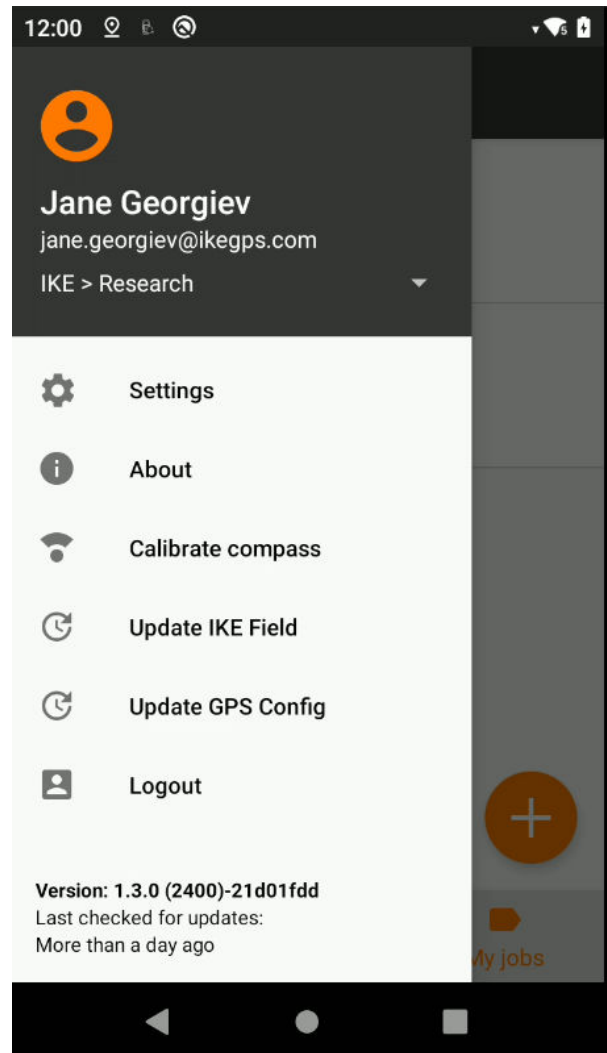 12:00
5
Jane Georgiev
jane.georgiev@ikegps.com
IKE > Research
Settings
About
Calibrate compass
Update IKE Field
Update GPS Config
Logout
Version: 1.3.0 (2400)-21d01fdd
Last checked for updates:
More than a day ago
My jobs